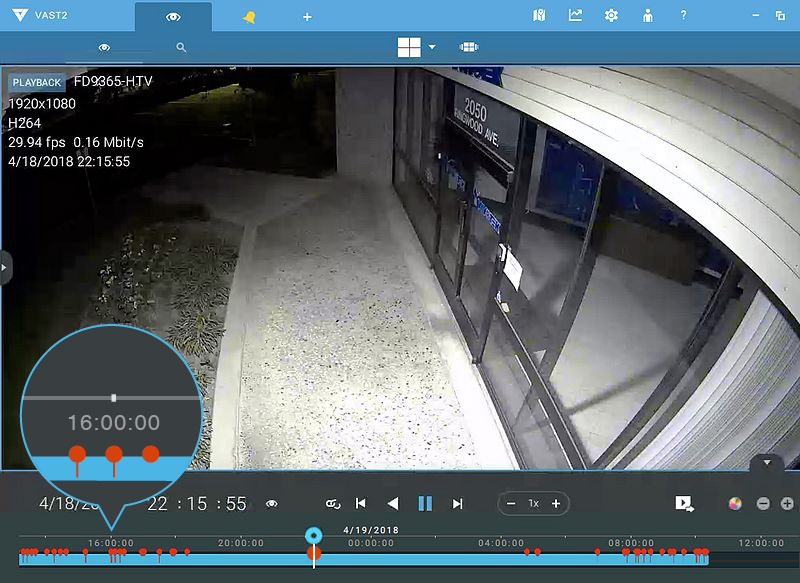 VAST2
?
PLAYBACK FD9365-HTV
1920x1080
H264
29.94 fps 0.16 Mbit/s
4/18/2018 22:15:55
2050
RINGWOOD AVE.
16:00:00
4/18/20
22 : 15 : 55
1x
4/19/2018
16:00:00
20:00:00
00:00:00
04:00:00
08:00:00
12:00:00